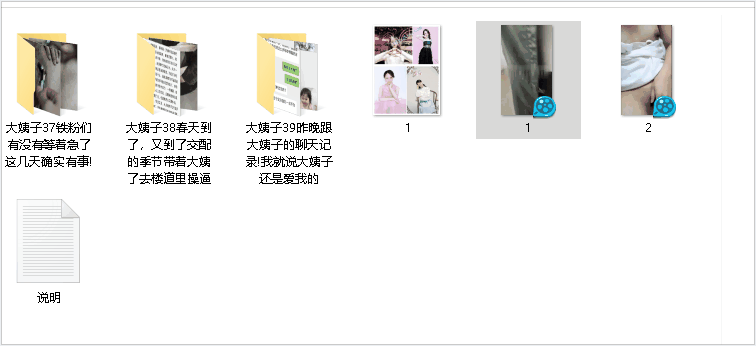 大姨子37铁粉们
有没有等着急了
这几天确实有事!
大姨子38春天到
了，又到了交配
的季节带着大姨
了去楼道里操逼
大姨子39昨晚跟
大姨子的聊天记
录!我就说大姨子
还是爱我的
1
1
2
说明